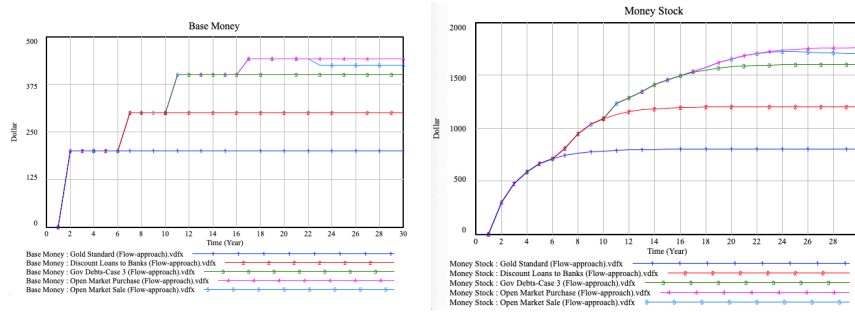 Base Money
500
375
250
125
0
Dollar
0 2 4 6 8 10 12 14 16 18 20 22 24 26 28 30
Time (Year)
Base Money : Gold Standard (Flow-approach).vdfx
Base Money : Discount Loans to Banks (Flow-approach).vdfx
Base Money : Gov Debts-Case 3 (Flow-approach).vdfx
Base Money : Open Market Purchase (Flow-approach).vdfx
Base Money : Open Market Sale (Flow-approach).vdfx
Money Stock
2000
1500
1000
500
0
Dollar
0 2 4 6 8 10 12 14 16 18 20 22 24 26 28
Time (Year)
Money Stock : Gold Standard (Flow-approach).vdfx
Money Stock : Discount Loans to Banks (Flow-approach).vdfx
Money Stock : Gov Debts-Case 3 (Flow-approach).vdfx
Money Stock : Open Market Purchase (Flow-approach).vdfx
Money Stock : Open Market Sale (Flow-approach).vdfx